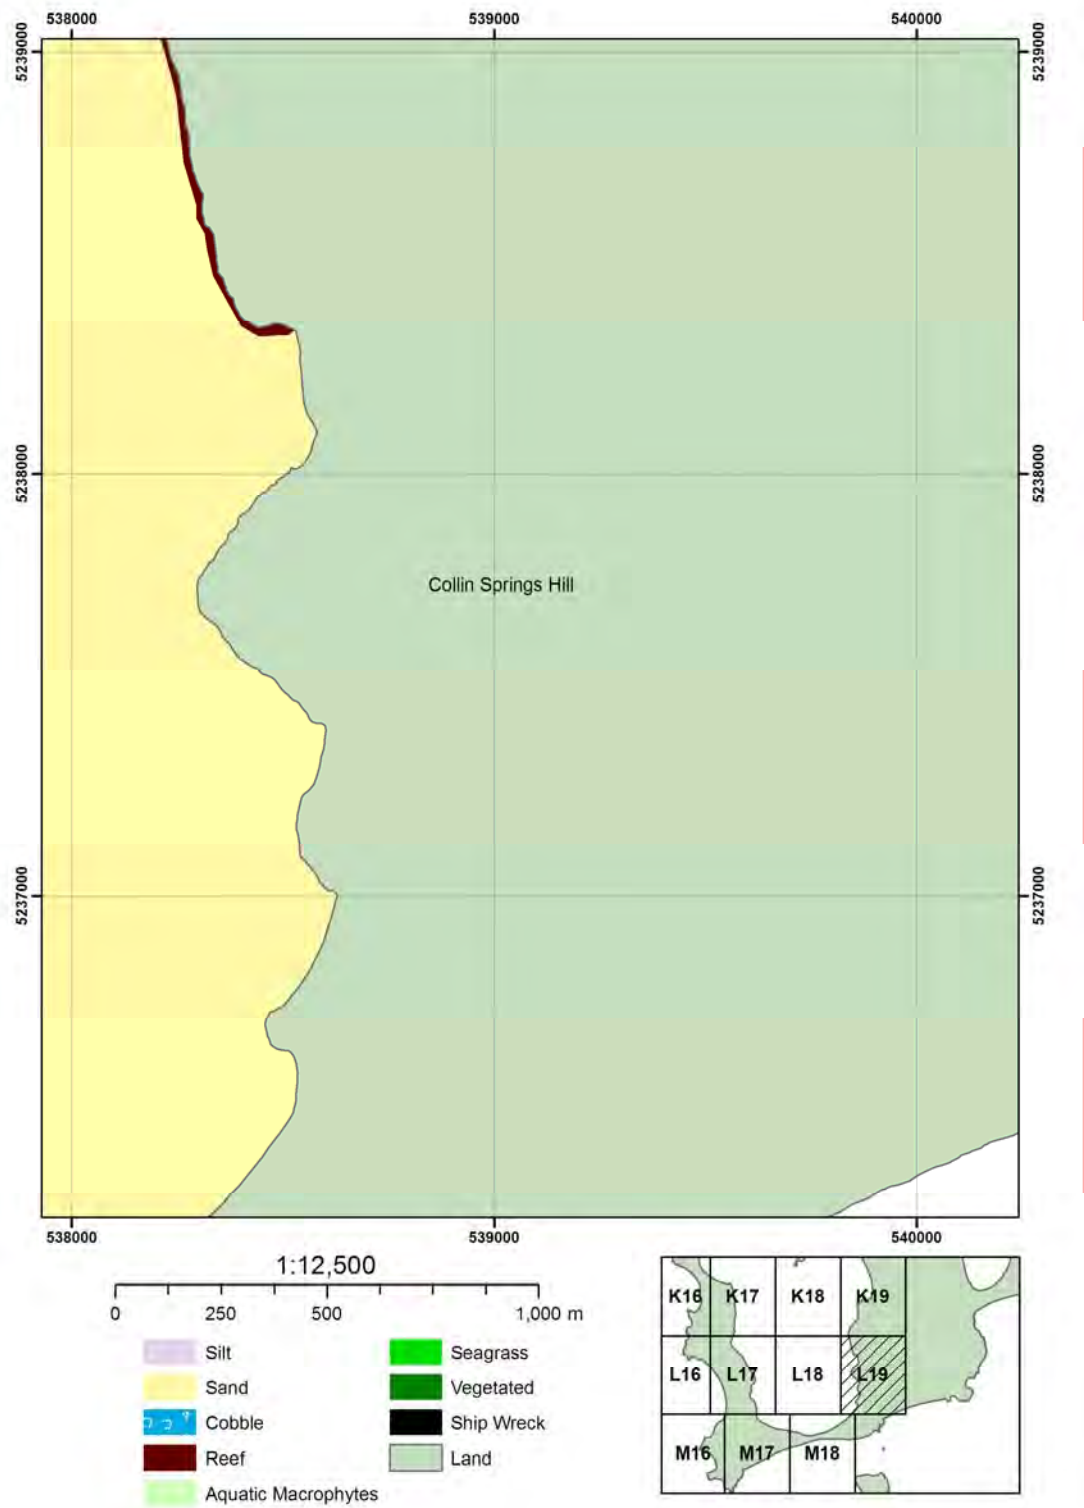 538000 539000 540000
5239000 5239000
5238000 5238000
Collin Springs Hill
5237000 5237000
538000 539000 540000
1:12,500
0 250 500 1,000 m
Silt Seagrass
Sand Vegetated
Cobble Ship Wreck
Reef Land
Aquatic Macrophytes
K16 K17 K18 K19
L16 L17 L18 L19
M16 M17 M18